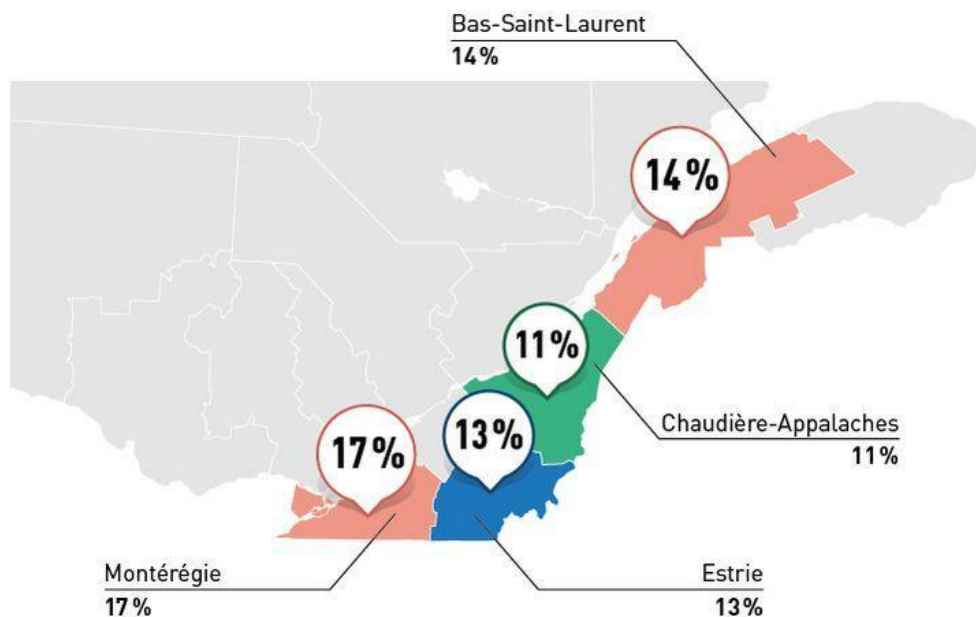 Bas-Saint-Laurent
14%
14%
11%
Chaudière-Appalaches
11%
13%
17%
Montérégie
17%
Estrie
13%